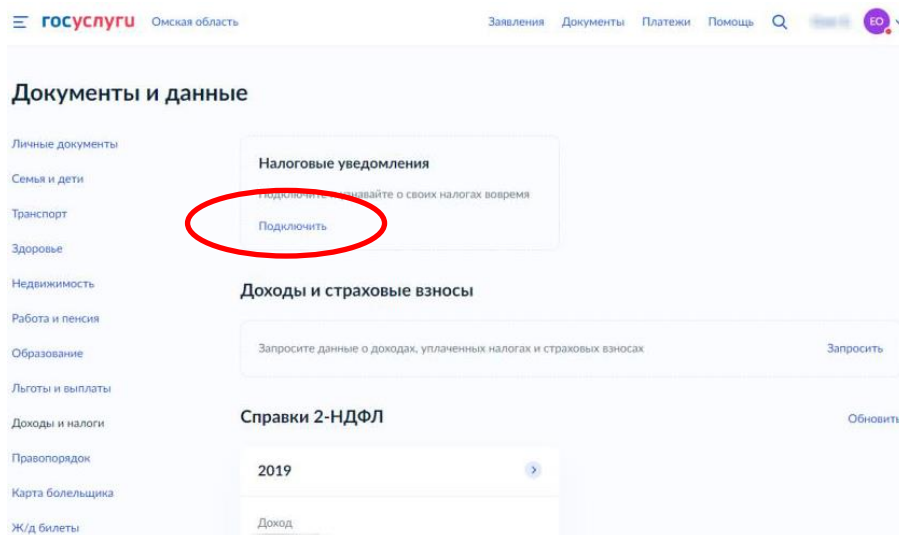 госуслуги Омская область Заявления Документы Платежи Помощь ЕО
Документы и данные
Личные документы
Семья и дети
Транспорт
Здоровье
Недвижимость
Работа и пенсия
Образование
Льготы и выплаты
Доходы и налоги
Правопорядок
Карта болельщика
Ж/д билеты
Налоговые уведомления
Подключите и узнавайте о своих налогах вовремя
Подключить
Доходы и страховые взносы
Запросите данные о доходах, уплаченных налогах и страховых взносах Запросить
Справки 2-НДФЛ Обновить
2019
Доход